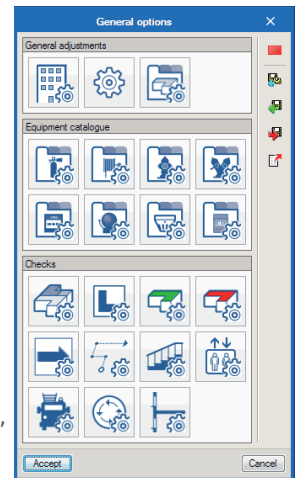 General options
General adjustments
Equipment catalogue
Checks
,
Accept
Cancel